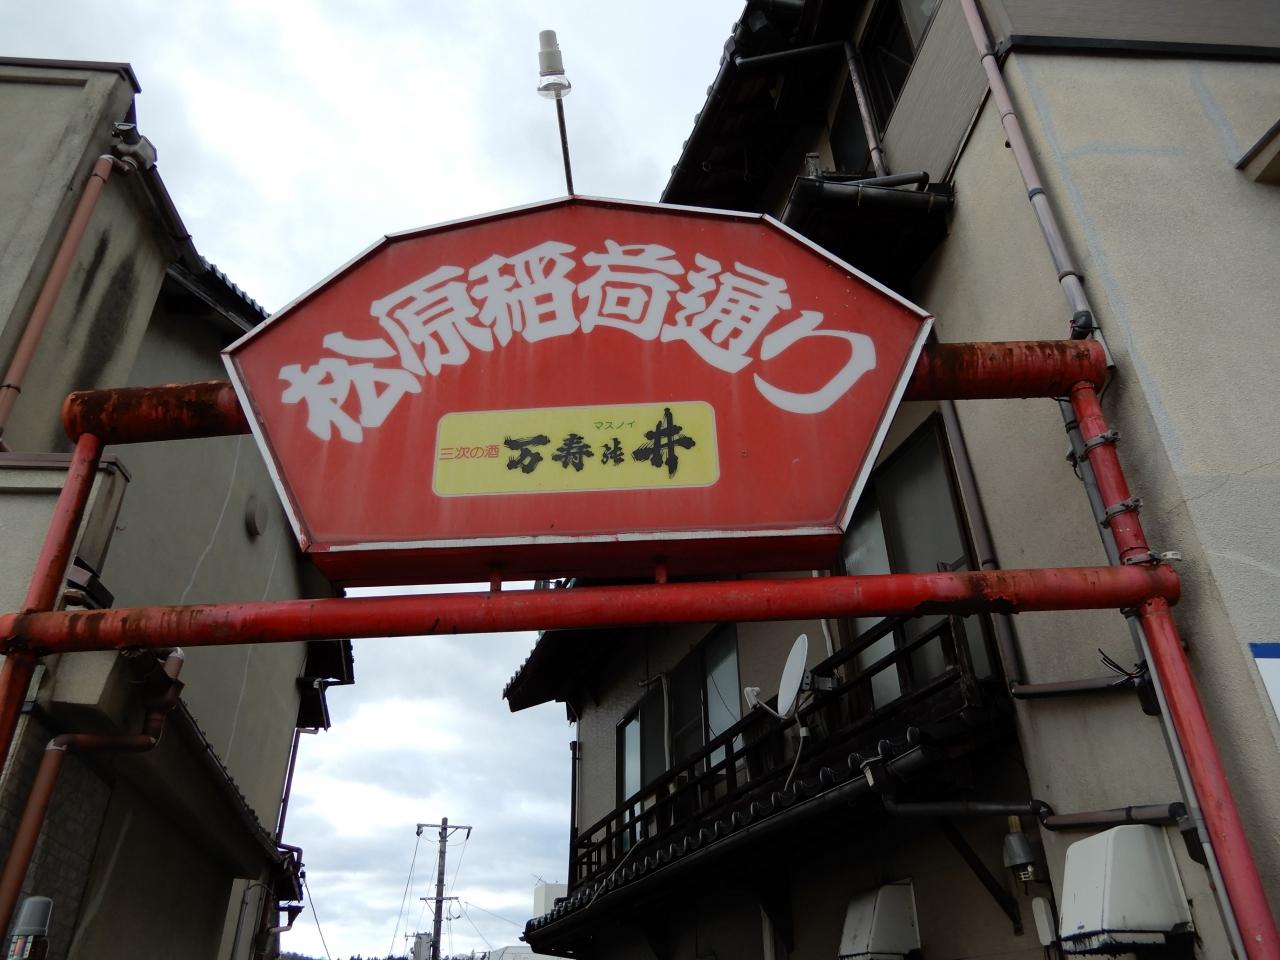 松原稲荷通り
マスノイ
三次の酒 万寿の井